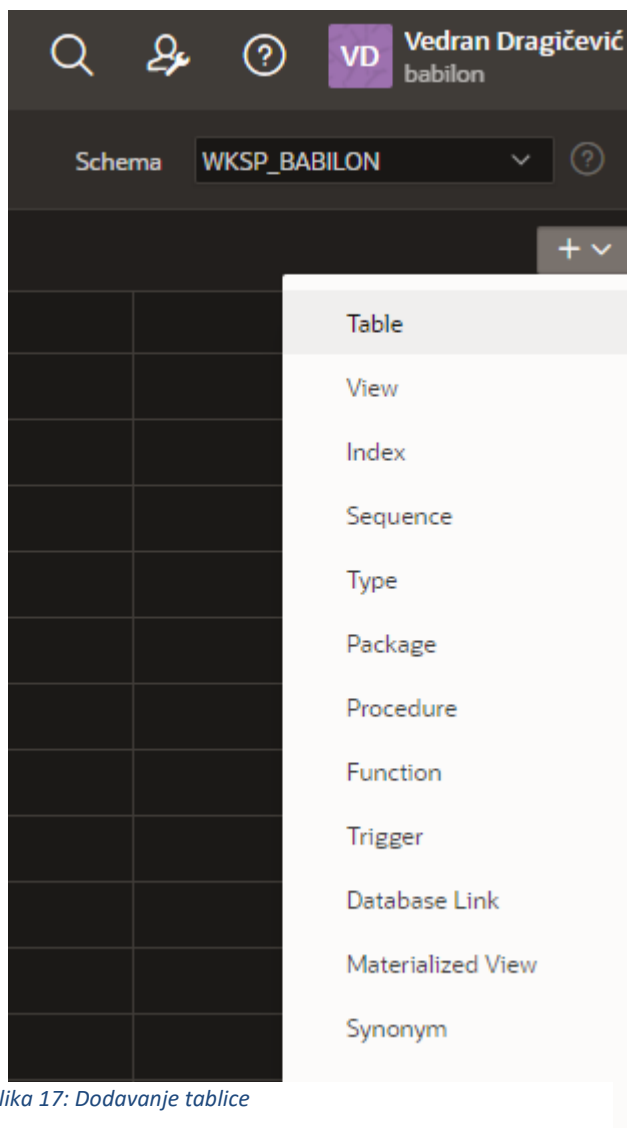 VD Vedran Dragičević
babilon
Schema WKSP_BABILON
Table
View
Index
Sequence
Type
Package
Procedure
Function
Trigger
Database Link
Materialized View
Synonym
lika 17: Dodavanje tablice